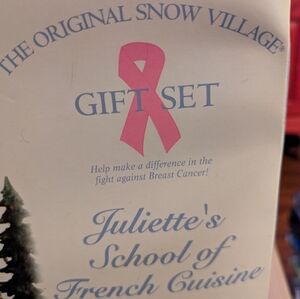 THE ORIGINAL SNOW VILLAGE®
GIFT SET
Help make a difference in the
fight against Breast Cancer!
Juliette's
School of
French Cuisine